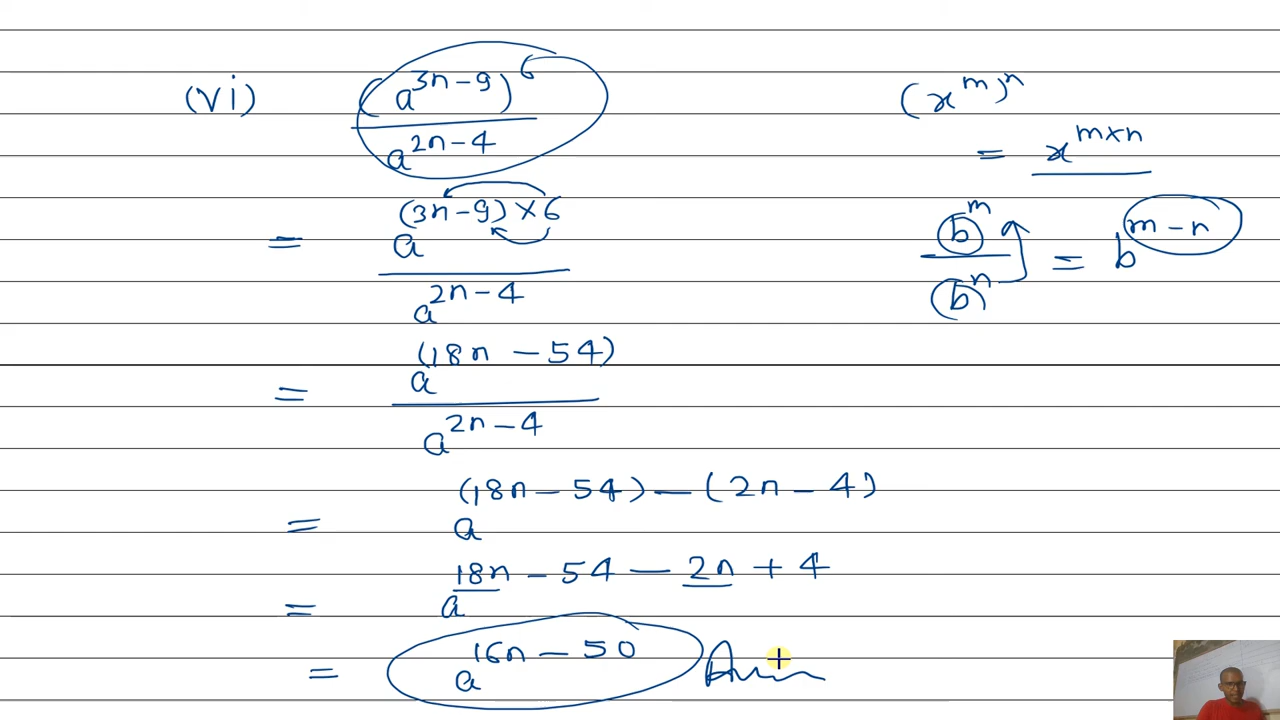 (vi) (a^{3n-9})^6 / a^{2n-4}
= a^{(3n-9)×6} / a^{2n-4}
= a^{(18n-54)} / a^{2n-4}
= a^{(18n-54)-(2n-4)}
= a^{18n-54-2n+4}
= a^{16n-50}
(x^m)^n
= x^{m×n}
b^m / b^n = b^{m-n}